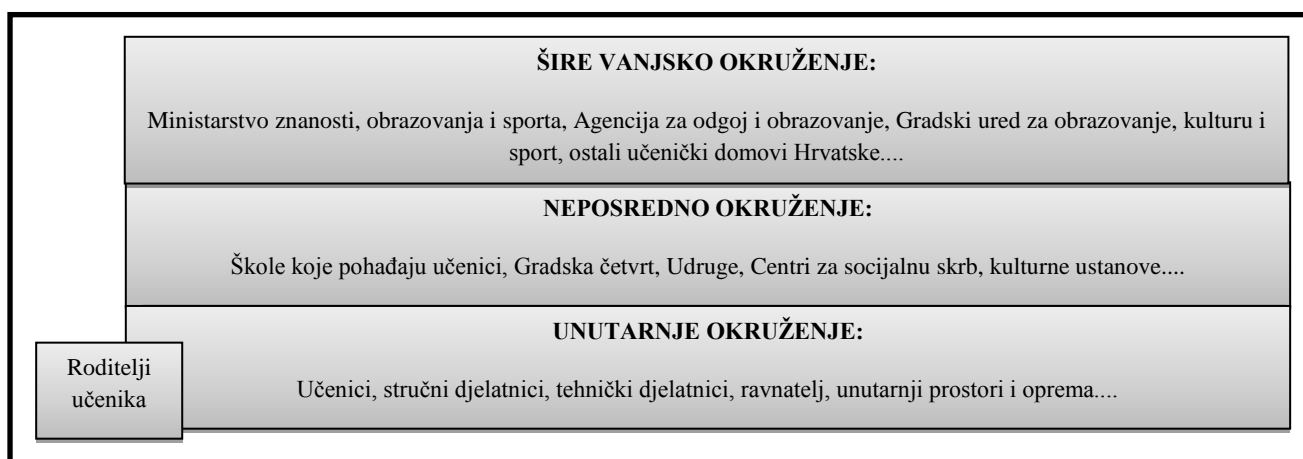 ŠIRE VANJSKO OKRUŽENJE:
Ministarstvo znanosti, obrazovanja i sporta, Agencija za odgoj i obrazovanje, Gradski ured za obrazovanje, kulturu i
sport, ostali učenički domovi Hrvatske....
NEPOSREDNO OKRUŽENJE:
Škole koje pohađaju učenici, Gradska četvrt, Udruge, Centri za socijalnu skrb, kulturne ustanove....
UNUTARNJE OKRUŽENJE:
Učenici, stručni djelatnici, tehnički djelatnici, ravnatelj, unutarnji prostori i oprema....
Roditelji
učenika